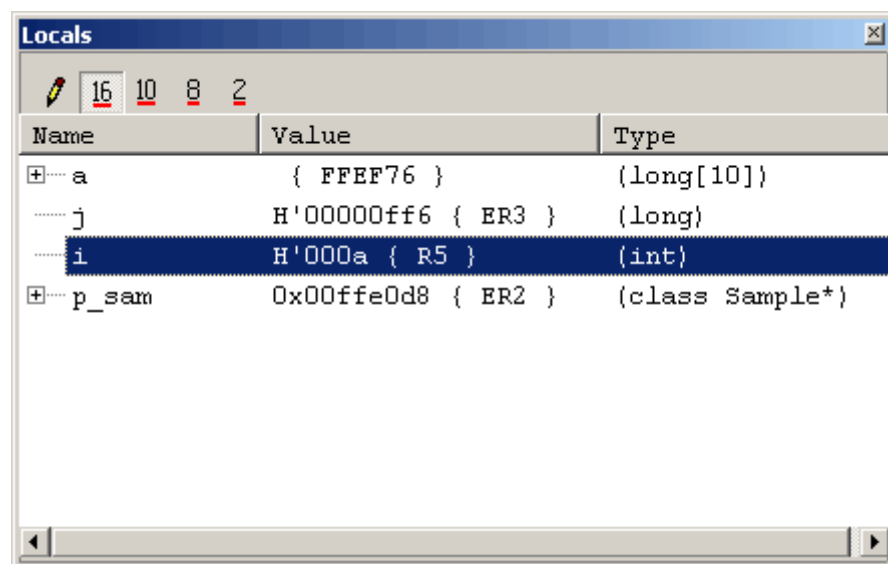 Locals
16 10 8 2
Name Value Type
a { FFEF76 } (long[10])
j H'00000ff6 { ER3 } (long)
i H'000a { R5 } (int)
p_sam 0x00ffe0d8 { ER2 } (class Sample*)